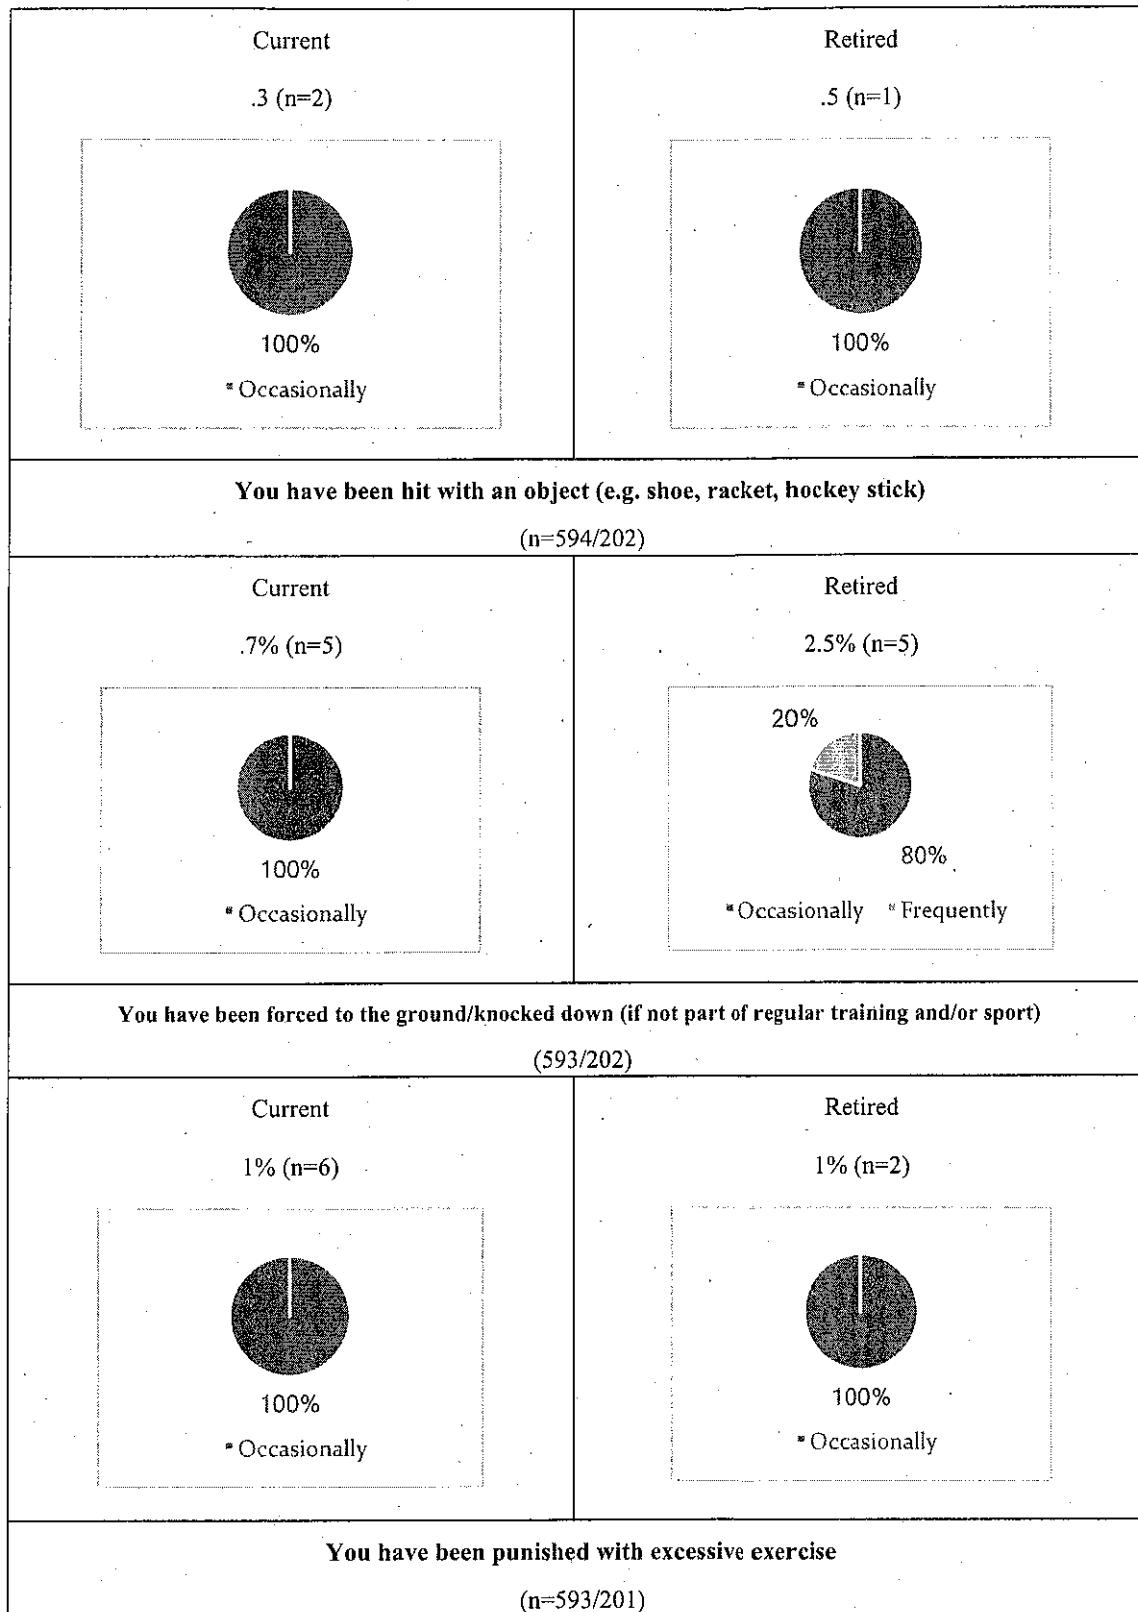 Current
.3 (n=2)
100%
Occasionally
Retired
.5 (n=1)
100%
Occasionally
You have been hit with an object (e.g. shoe, racket, hockey stick)
(n=594/202)
Current
.7% (n=5)
100%
Occasionally
Retired
2.5% (n=5)
20%
80%
Occasionally Frequently
You have been forced to the ground/knocked down (if not part of regular training and/or sport)
(593/202)
Current
1% (n=6)
100%
Occasionally
Retired
1% (n=2)
100%
Occasionally
You have been punished with excessive exercise
(n=593/201)